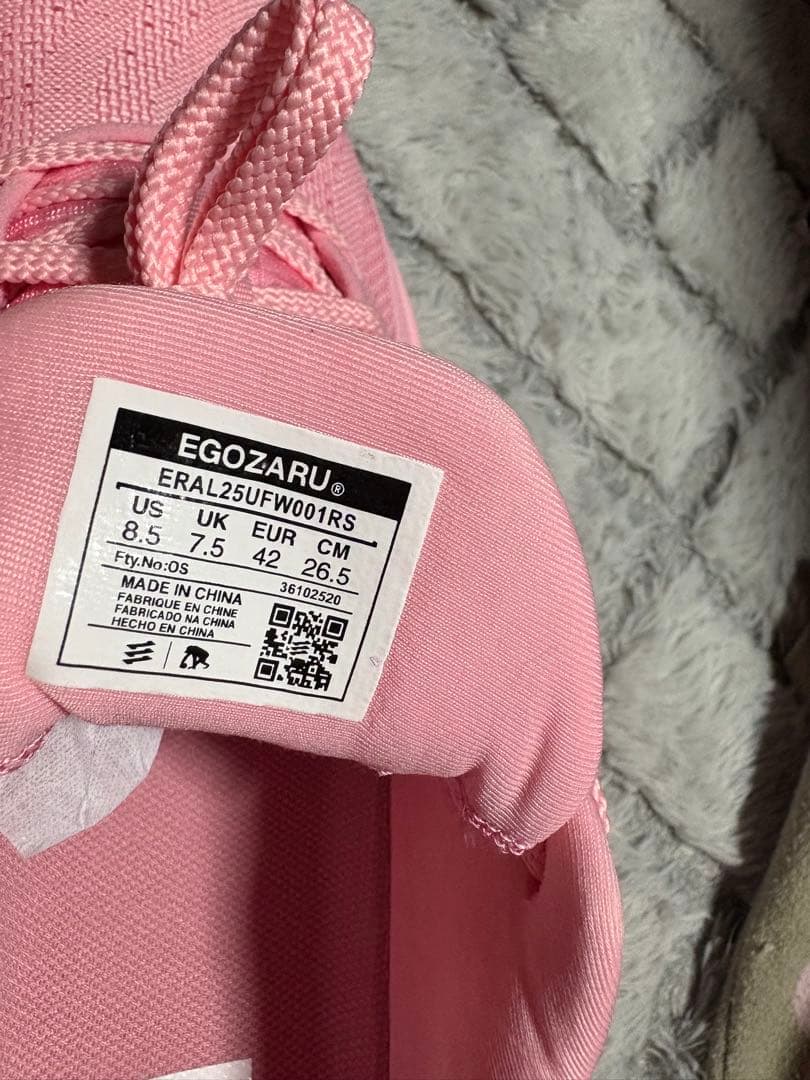 EGOZARU®
ERAL25UFW001RS
US UK EUR CM
8.5 7.5 42 26.5
Fty.No:OS 36102520
MADE IN CHINA
FABRIQUE EN CHINE
FABRICADO NA CHINA
HECHO EN CHINA